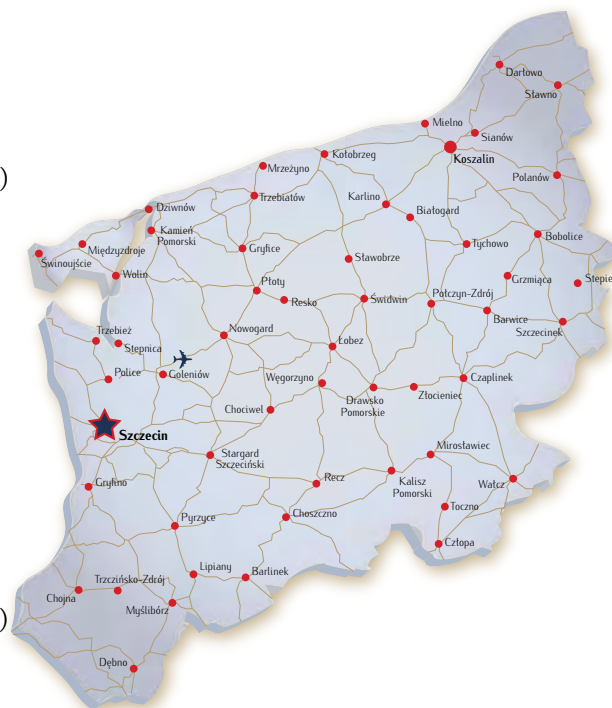 Darłowo
Sławno
Mielno
Sianów
)
Koszalin
Kołobrzeg
Mrzeżyno
Polanów
Karlino
Trzebiatów
Białogard
Dziwnów
Kamień
Pomorski
Bobolice
Tychowo
Gryfice
Międzyzdroje
Świnoujście
Sławobrze
Wolin
Grzmiąca
Stepie
Płoty
Resko
Świdwin
Połczyn-Zdrój
Barwice
Szczecinek
Trzebież
Stepnica
Nowogard
Łobez
Police
Goleniów
Węgorzyno
Czaplinek
Drawsko
Pomorskie
Złocieniec
Chociwel
Szczecin
Mirosławiec
Stargard
Szczeciński
Recz
Kalisz
Pomorski
Wałcz
Gryfino
Toczno
Choszczno
Pyrzyce
Człopa
Lipiany
Barlinek
Trzczińsko-Zdrój
Chojna
Myślibórz
)
Dębno